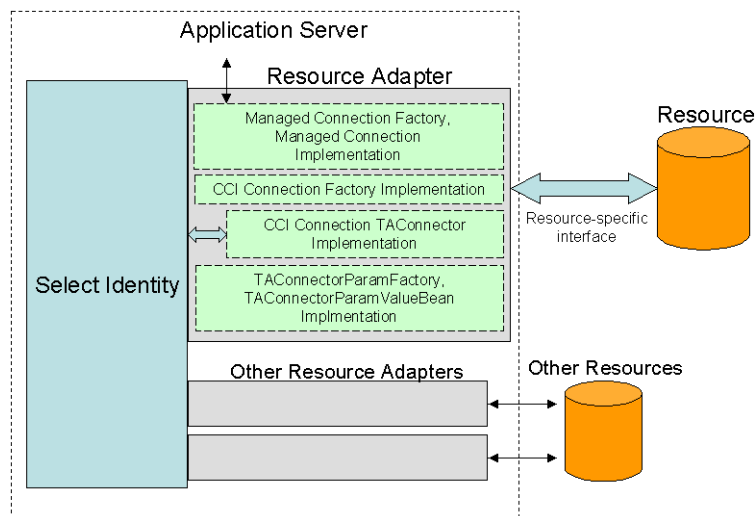 Application Server
Resource Adapter
Managed Connection Factory,
Managed Connection
Implementation
CCI Connection Factory Implementation
CCI Connection TAConnector
Implementation
TAConnectorParamFactory,
TAConnectorParamValueBean
Implmentation
Select Identity
Resource
Resource-specific
interface
Other Resource Adapters
Other Resources